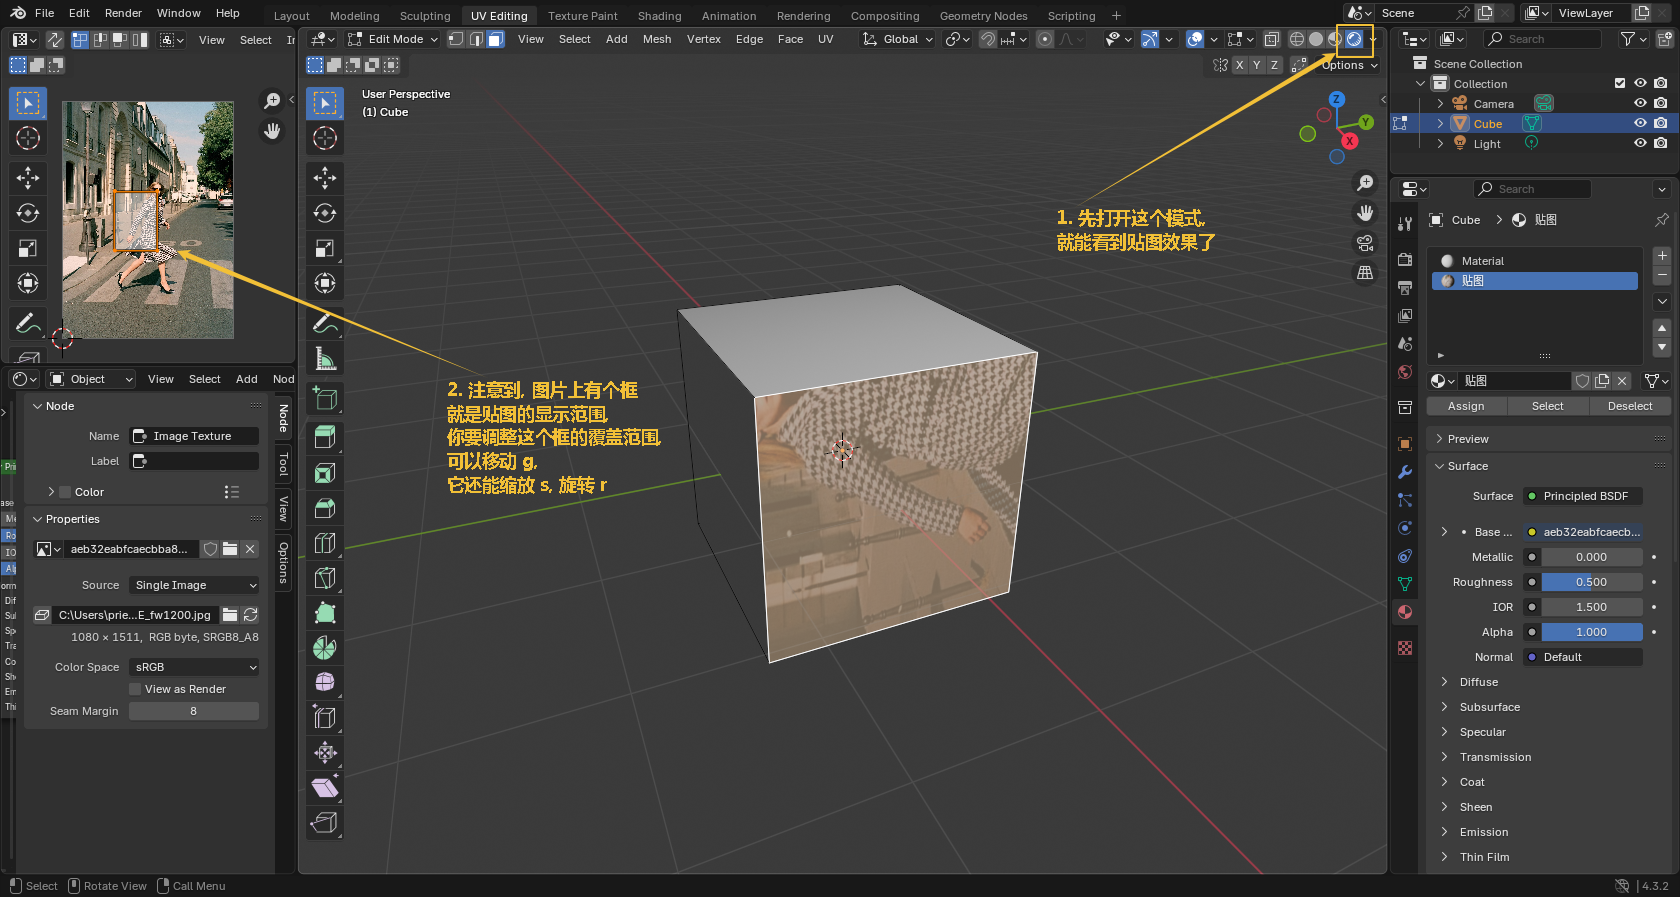 File Edit Render Window Help
Layout Modeling Sculpting UV Editing Texture Paint Shading Animation Rendering Compositing Geometry Nodes Scripting +
Scene
ViewLayer
View Select
Edit Mode
View Select Add Mesh Vertex Edge Face UV
Global
X Y Z
Options
Search
Scene Collection
Collection
Camera
Cube
Light
User Perspective
(1) Cube
Z
Y
X
1. 先打开这个模式,
就能看到贴图效果了
2. 注意到, 图片上有个框
就是贴图的显示范围,
你要调整这个框的覆盖范围,
可以移动 g,
它还能缩放 s, 旋转 r
Object
View Select Add Nod
Node
Name Image Texture
Label
Color
Properties
aeb32eabfcaecbba8...
Source Single Image
C:\Users\prie...E_fw1200.jpg
1080 × 1511, RGB byte, SRGB8_A8
Color Space sRGB
View as Render
Seam Margin 8
Node
Tool
View
Options
Search
Cube > 贴图
Material
贴图
贴图
Assign Select Deselect
Preview
Surface
Surface Principled BSDF
Base ... aeb32eabfcaecb...
Metallic 0.000
Roughness 0.500
IOR 1.500
Alpha 1.000
Normal Default
Diffuse
Subsurface
Specular
Transmission
Coat
Sheen
Emission
Thin Film
Select Rotate View Call Menu
4.3.2